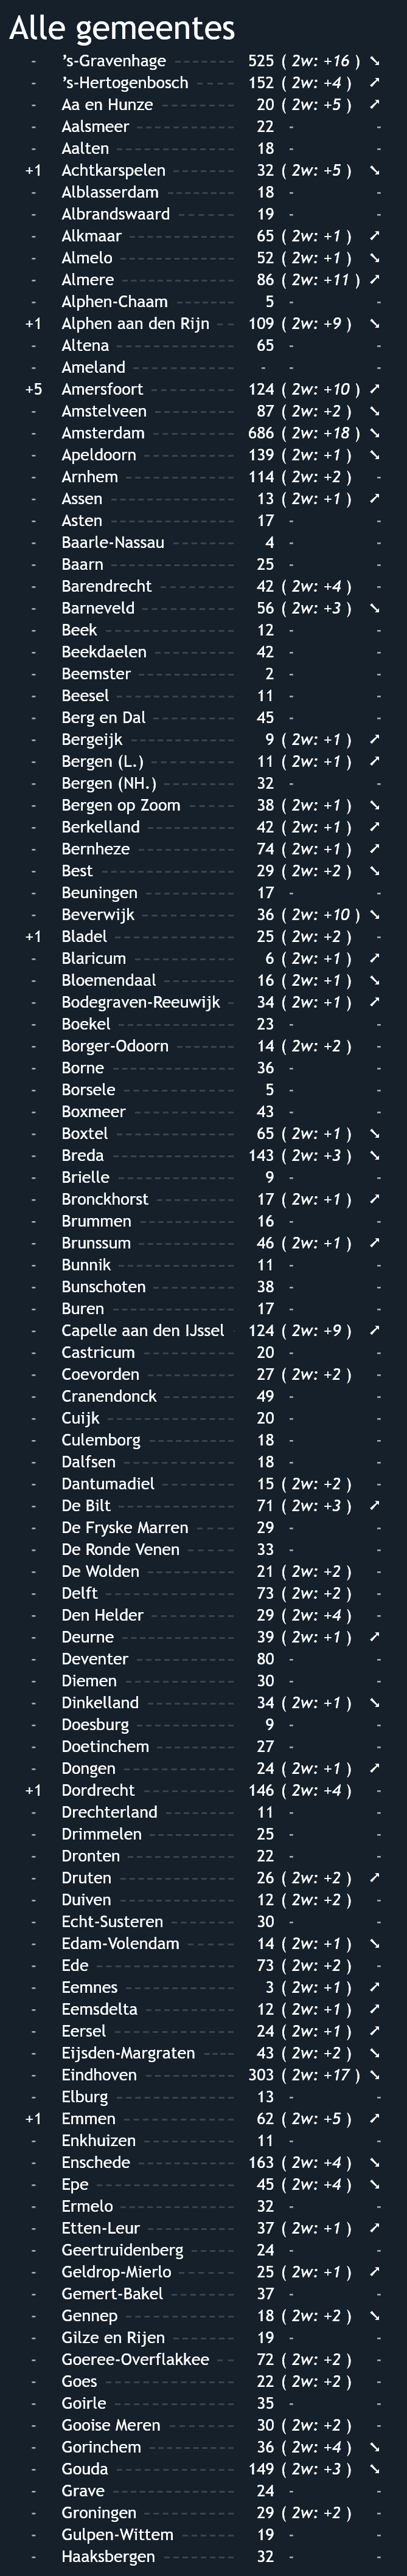 Alle gemeentes
- 's-Gravenhage 525 ( 2w: +16 ) ➘
- 's-Hertogenbosch 152 ( 2w: +4 ) ➚
- Aa en Hunze 20 ( 2w: +5 ) ➚
- Aalsmeer 22 - -
- Aalten 18 - -
+1 Achtkarspelen 32 ( 2w: +5 ) ➘
- Alblasserdam 18 - -
- Albrandswaard 19 - -
- Alkmaar 65 ( 2w: +1 ) ➚
- Almelo 52 ( 2w: +1 ) ➘
- Almere 86 ( 2w: +11 ) ➚
- Alphen-Chaam 5 - -
+1 Alphen aan den Rijn 109 ( 2w: +9 ) ➘
- Altena 65 - -
- Ameland - - -
+5 Amersfoort 124 ( 2w: +10 ) ➚
- Amstelveen 87 ( 2w: +2 ) ➘
- Amsterdam 686 ( 2w: +18 ) ➘
- Apeldoorn 139 ( 2w: +1 ) ➘
- Arnhem 114 ( 2w: +2 ) -
- Assen 13 ( 2w: +1 ) ➚
- Asten 17 - -
- Baarle-Nassau 4 - -
- Baarn 25 - -
- Barendrecht 42 ( 2w: +4 ) -
- Barneveld 56 ( 2w: +3 ) ➘
- Beek 12 - -
- Beekdaelen 42 - -
- Beemster 2 - -
- Beesel 11 - -
- Berg en Dal 45 - -
- Bergeijk 9 ( 2w: +1 ) ➚
- Bergen (L.) 11 ( 2w: +1 ) ➚
- Bergen (NH.) 32 - -
- Bergen op Zoom 38 ( 2w: +1 ) ➘
- Berkelland 42 ( 2w: +1 ) ➚
- Bernheze 74 ( 2w: +1 ) ➚
- Best 29 ( 2w: +2 ) ➘
- Beuningen 17 - -
- Beverwijk 36 ( 2w: +10 ) ➘
+1 Bladel 25 ( 2w: +2 ) -
- Blaricum 6 ( 2w: +1 ) ➚
- Bloemendaal 16 ( 2w: +1 ) ➘
- Bodegraven-Reeuwijk 34 ( 2w: +1 ) ➚
- Boekel 23 - -
- Borger-Odoorn 14 ( 2w: +2 ) -
- Borne 36 - -
- Borsele 5 - -
- Boxmeer 43 - -
- Boxtel 65 ( 2w: +1 ) ➘
- Breda 143 ( 2w: +3 ) ➘
- Brielle 9 - -
- Bronckhorst 17 ( 2w: +1 ) ➚
- Brummen 16 - -
- Brunssum 46 ( 2w: +1 ) ➚
- Bunnik 11 - -
- Bunschoten 38 - -
- Buren 17 - -
- Capelle aan den IJssel 124 ( 2w: +9 ) ➚
- Castricum 20 - -
- Coevorden 27 ( 2w: +2 ) -
- Cranendonck 49 - -
- Cuijk 20 - -
- Culemborg 18 - -
- Dalfsen 18 - -
- Dantumadiel 15 ( 2w: +2 ) -
- De Bilt 71 ( 2w: +3 ) ➚
- De Fryske Marren 29 - -
- De Ronde Venen 33 - -
- De Wolden 21 ( 2w: +2 ) -
- Delft 73 ( 2w: +2 ) -
- Den Helder 29 ( 2w: +4 ) -
- Deurne 39 ( 2w: +1 ) ➚
- Deventer 80 - -
- Diemen 30 - -
- Dinkelland 34 ( 2w: +1 ) ➘
- Doesburg 9 - -
- Doetinchem 27 - -
- Dongen 24 ( 2w: +1 ) ➚
+1 Dordrecht 146 ( 2w: +4 ) -
- Drechterland 11 - -
- Drimmelen 25 - -
- Dronten 22 - -
- Druten 26 ( 2w: +2 ) ➚
- Duiven 12 ( 2w: +2 ) -
- Echt-Susteren 30 - -
- Edam-Volendam 14 ( 2w: +1 ) ➘
- Ede 73 ( 2w: +2 ) -
- Eemnes 3 ( 2w: +1 ) ➚
- Eemsdelta 12 ( 2w: +1 ) ➚
- Eersel 24 ( 2w: +1 ) ➚
- Eijsden-Margraten 43 ( 2w: +2 ) ➘
- Eindhoven 303 ( 2w: +17 ) ➘
- Elburg 13 - -
+1 Emmen 62 ( 2w: +5 ) ➚
- Enkhuizen 11 - -
- Enschede 163 ( 2w: +4 ) ➘
- Epe 45 ( 2w: +4 ) ➘
- Ermelo 32 - -
- Etten-Leur 37 ( 2w: +1 ) ➚
- Geertruidenberg 24 - -
- Geldrop-Mierlo 25 ( 2w: +1 ) ➚
- Gemert-Bakel 37 - -
- Gennep 18 ( 2w: +2 ) ➘
- Gilze en Rijen 19 - -
- Goeree-Overflakkee 72 ( 2w: +2 ) -
- Goes 22 ( 2w: +2 ) -
- Goirle 35 - -
- Gooise Meren 30 ( 2w: +2 ) -
- Gorinchem 36 ( 2w: +4 ) ➘
- Gouda 149 ( 2w: +3 ) ➘
- Grave 24 - -
- Groningen 29 ( 2w: +2 ) -
- Gulpen-Wittem 19 - -
- Haaksbergen 32 - -